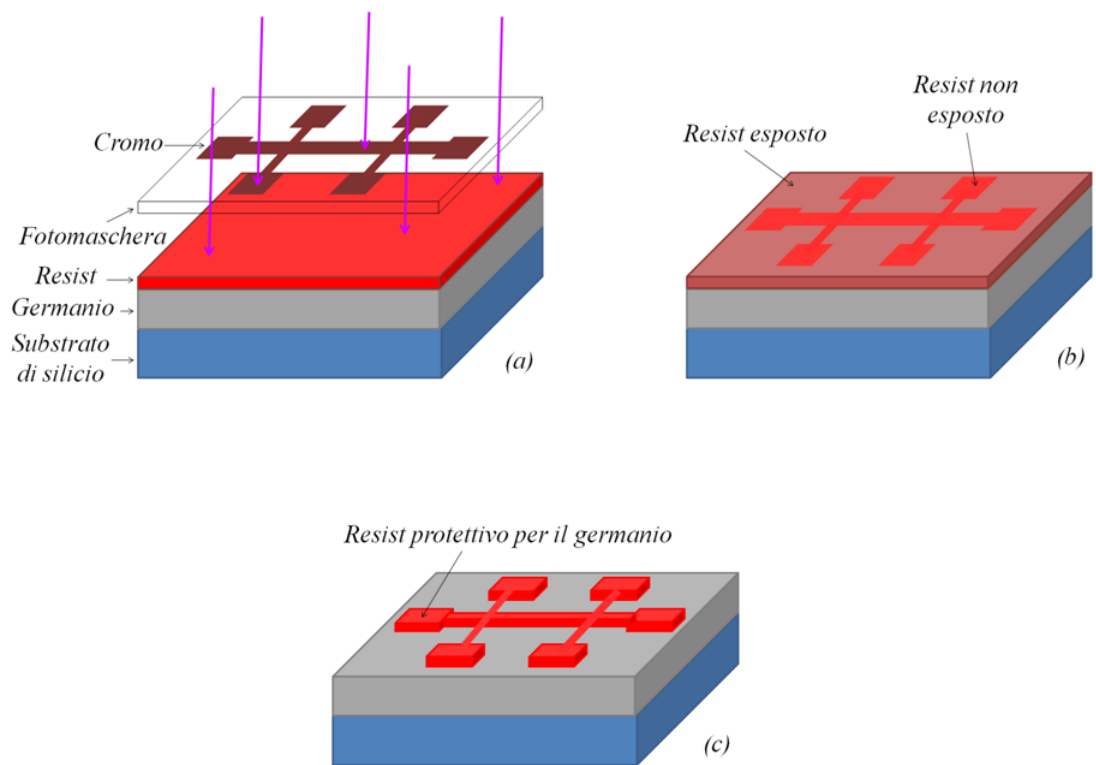 Cromo
Fotomaschera
Resist
Germanio
Substrato
di silicio
(a)
Resist esposto
Resist non
esposto
(b)
Resist protettivo per il germanio
(c)